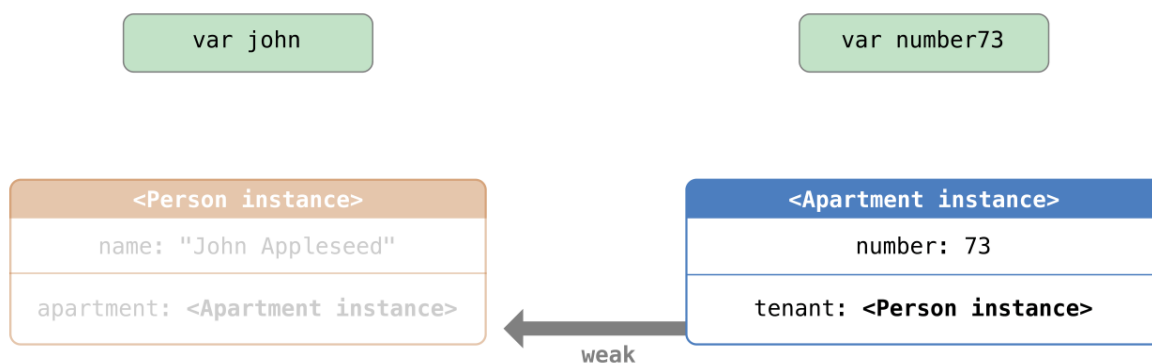 var john
var number73
<Person instance>
name: "John Appleseed"
apartment: <Apartment instance>
<Apartment instance>
number: 73
tenant: <Person instance>
weak